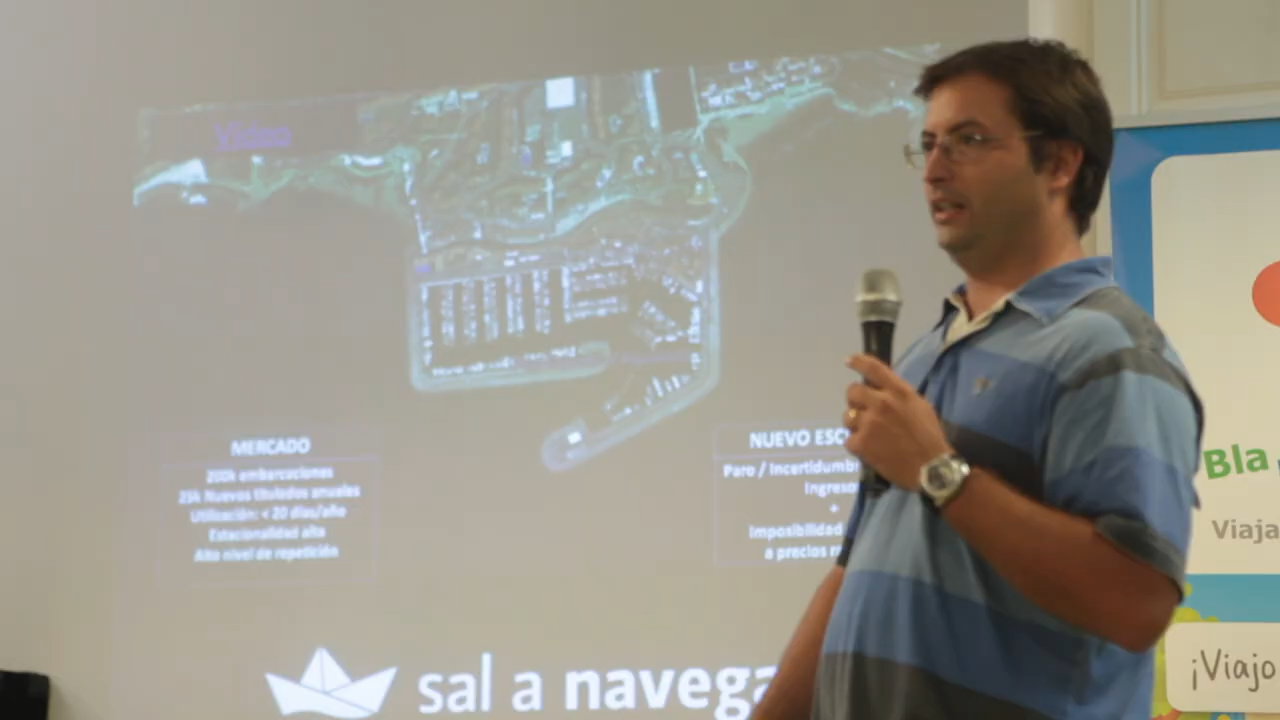 Video
MERCADO
200k embarcaciones
25k Nuevos titulados anuales
Utilización: < 20 días/año
Estacionalidad alta
Alto nivel de repetición
NUEVO ESC
Paro / Incertidumb
Ingreso
+
Imposibilidad
a precios
sal a navega
Bla
Viaja
¡Viajo